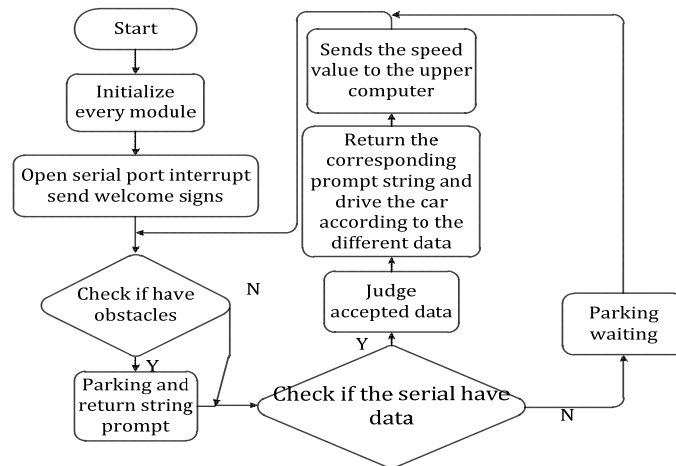 Start
Initialize
every module
Open serial port interrupt
send welcome signs
Check if have
obstacles
N
Y
Parking and
return string
prompt
Check if the serial have
data
Y
N
Judge
accepted data
Return the
corresponding
prompt string and
drive the car
according to the
different data
Sends the speed
value to the upper
computer
Parking
waiting